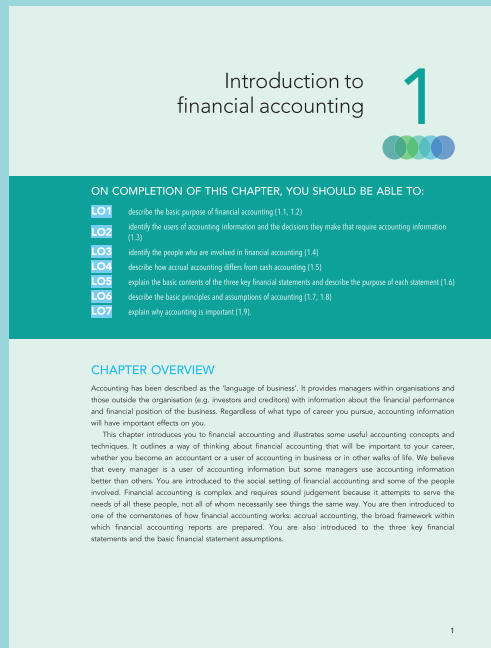 Introduction to
financial accounting
1
ON COMPLETION OF THIS CHAPTER, YOU SHOULD BE ABLE TO:
LO1 describe the basic purpose of financial accounting (1.1, 1.2)
LO2 identify the users of accounting information and the decisions they make that require accounting information
(1.3)
LO3 identify the people who are involved in financial accounting (1.4)
LO4 describe how accrual accounting differs from cash accounting (1.5)
LO5 explain the basic contents of the three key financial statements and describe the purpose of each statement (1.6)
LO6 describe the basic principles and assumptions of accounting (1.7, 1.8)
LO7 explain why accounting is important (1.9).
CHAPTER OVERVIEW
Accounting has been described as the 'language of business'. It provides managers within organisations and
those outside the organisation (e.g. investors and creditors) with information about the financial performance
and financial position of the business. Regardless of what type of career you pursue, accounting information
will have important effects on you.
This chapter introduces you to financial accounting and illustrates some useful accounting concepts and
techniques. It outlines a way of thinking about financial accounting that will be important to your career,
whether you become an accountant or a user of accounting in business or in other walks of life. We believe
that every manager is a user of accounting information but some managers use accounting information
better than others. You are introduced to the social setting of financial accounting and some of the people
involved. Financial accounting is complex and requires sound judgement because it attempts to serve the
needs of all these people, not all of whom necessarily see things the same way. You are then introduced to
one of the cornerstones of how financial accounting works: accrual accounting, the broad framework within
which financial accounting reports are prepared. You are also introduced to the three key financial
statements and the basic financial statement assumptions.
1